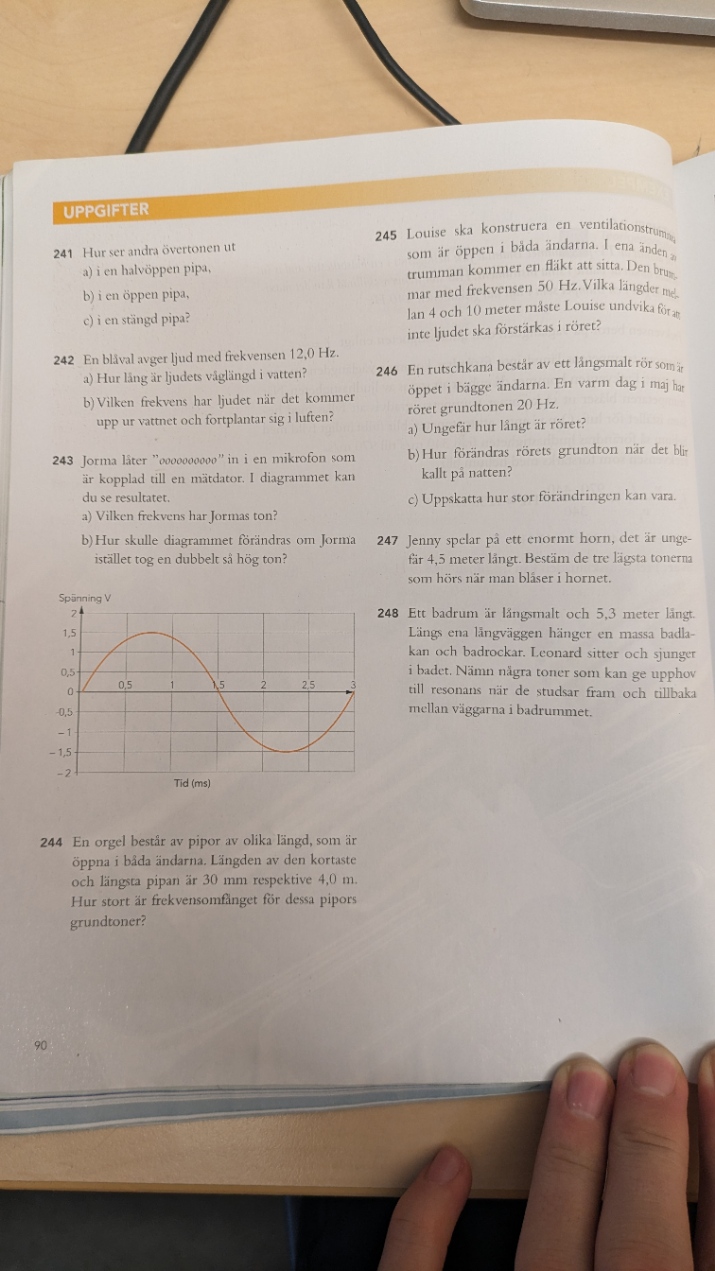 UPPGIFTER
241 Hur ser andra övertonen ut
a) i en halvöppen pipa,
b) i en öppen pipa,
c) i en stängd pipa?
242 En blåval avger ljud med frekvensen 12,0 Hz.
a) Hur lång är ljudets våglängd i vatten?
b) Vilken frekvens har ljudet när det kommer
upp ur vattnet och fortplantar sig i luften?
243 Jorma låter "oooooooooo" in i en mikrofon som
är kopplad till en mätdator. I diagrammet kan
du se resultatet.
a) Vilken frekvens har Jormas ton?
b) Hur skulle diagrammet förändras om Jorma
istället tog en dubbelt så hög ton?
Spänning V
2
1,5
1
0,5
0
0,5 1 1,5 2 2,5 3
-0,5
-1
-1,5
-2
Tid (ms)
244 En orgel består av pipor av olika längd, som är
öppna i båda ändarna. Längden av den kortaste
och längsta pipan är 30 mm respektive 4,0 m.
Hur stort är frekvensomfånget för dessa pipors
grundtoner?
90
245 Louise ska konstruera en
som är öppen i båda ändarna. I ena änden
trumman kommer en fläkt att sitta. Den
mar med frekvensen 50 Hz. Vilka längder
lan 4 och 10 meter måste Louise undvika för
inte ljudet ska förstärkas i röret?
246 En rutschkana består av ett långsmalt rör som är
öppet i bägge ändarna. En varm dag i maj har
röret grundtonen 20 Hz.
a) Ungefär hur långt är röret?
b) Hur förändras rörets grundton när det blir
kallt på natten?
c) Uppskatta hur stor förändringen kan vara.
247 Jenny spelar på ett enormt horn, det är unge-
fär 4,5 meter långt. Bestäm de tre lägsta tonerna
som hörs när man blåser i hornet.
248 Ett badrum är långsmalt och 5,3 meter långt.
Längs ena långväggen hänger en massa badla-
kan och badrockar. Leonard sitter och sjunger
i badet. Nämn några toner som kan ge upphov
till resonans när de studsar fram och tillbaka
mellan väggarna i badrummet.